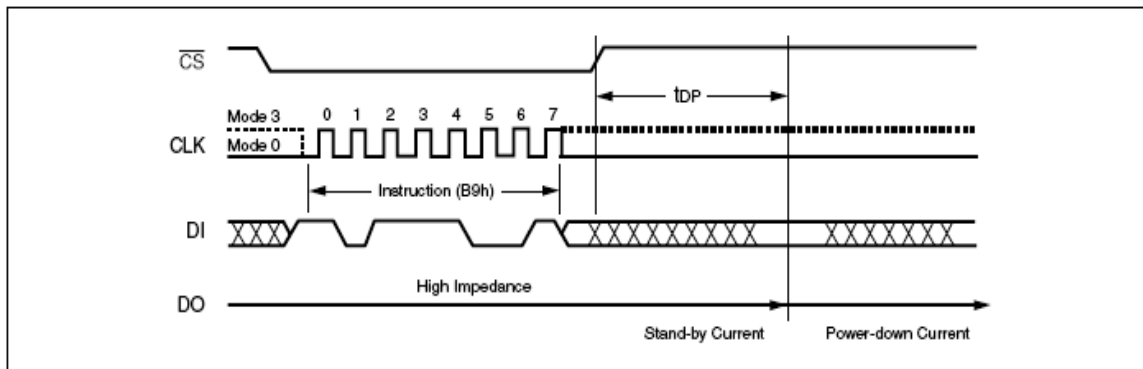 CS
tDP
Mode 3 0 1 2 3 4 5 6 7
CLK Mode 0
Instruction (B9h)
DI
High Impedance
DO
Stand-by Current Power-down Current